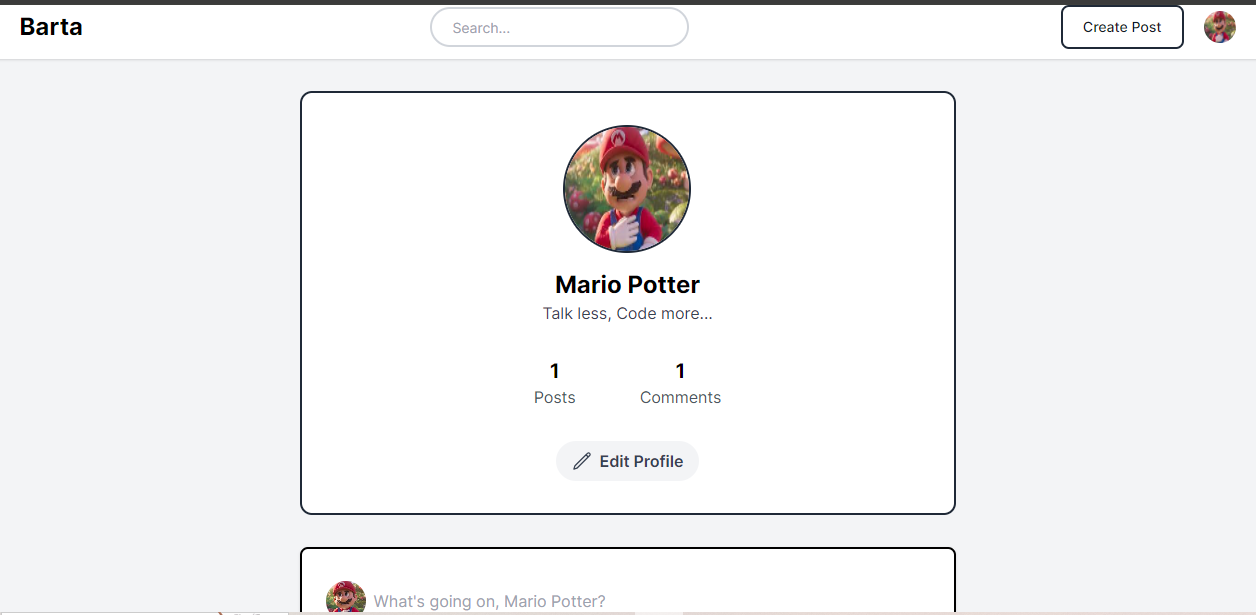 Barta
Search...
Create Post
Mario Potter
Talk less, Code more...
1
Posts
1
Comments
Edit Profile
What's going on, Mario Potter?